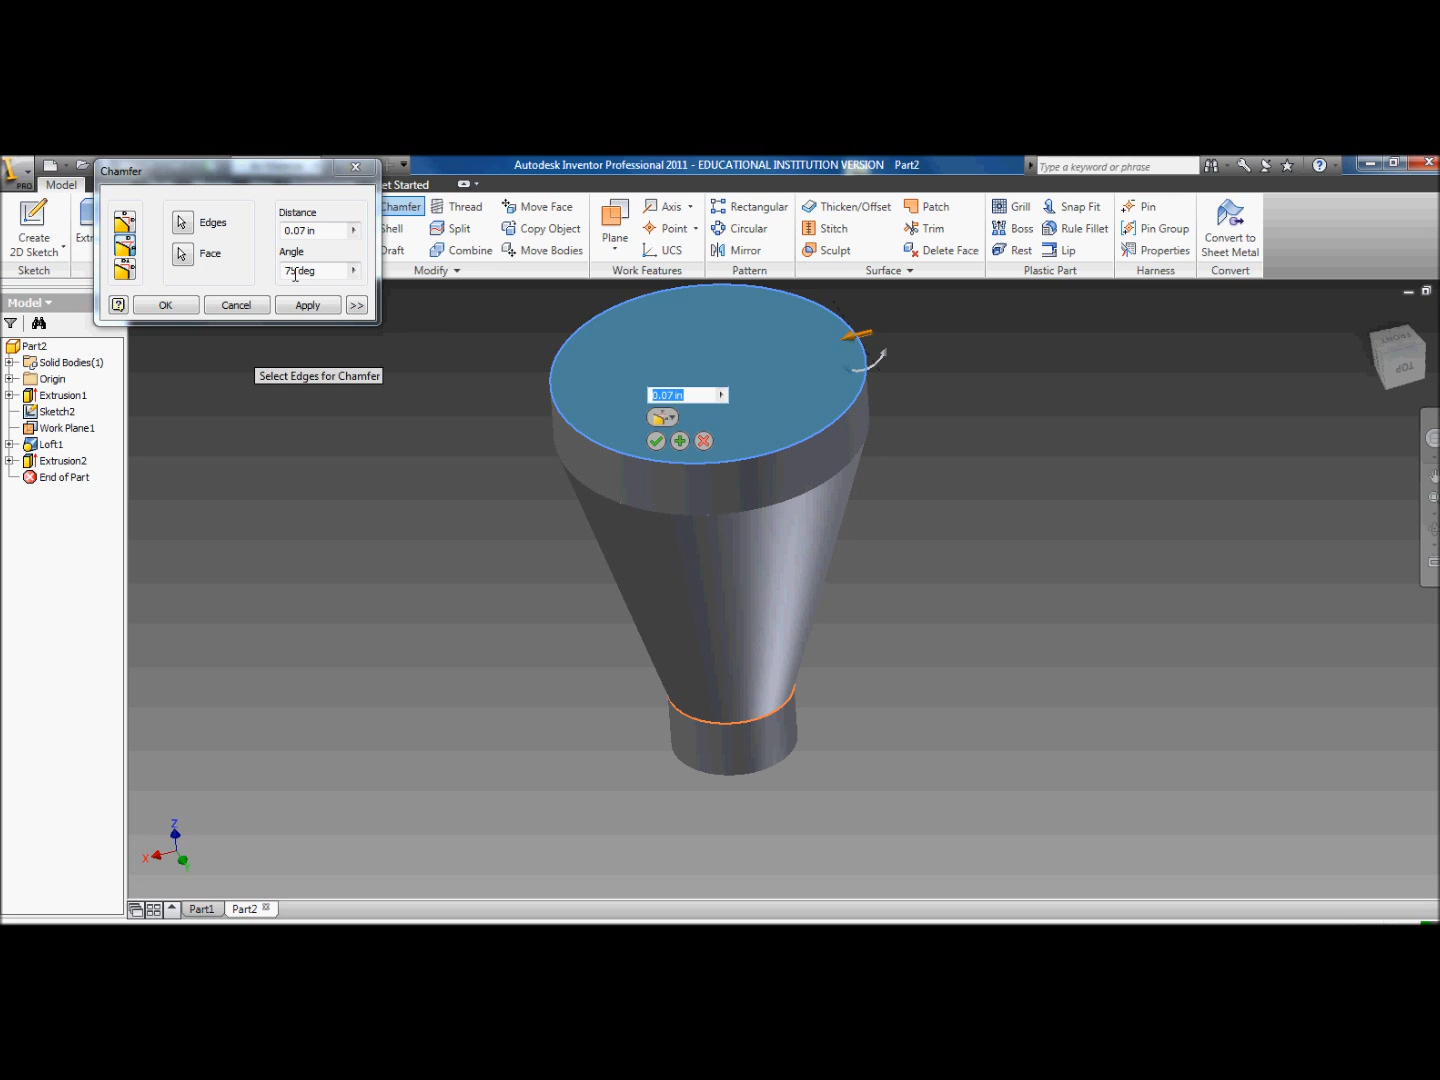 Autodesk Inventor Professional 2011 - EDUCATIONAL INSTITUTION VERSION Part2
Type a keyword or phrase
PRO
Model
Get Started
Chamfer
Edges
Face
Distance
0.07 in
Angle
deg
OK
Cancel
Apply
>>
Create
2D Sketch
Sketch
Chamfer
Thread
Move Face
Split
Copy Object
Combine
Move Bodies
Modify
Plane
Axis
Point
UCS
Work Features
Rectangular
Circular
Mirror
Pattern
Thicken/Offset
Patch
Stitch
Trim
Sculpt
Delete Face
Surface
Grill
Snap Fit
Boss
Rule Fillet
Rest
Lip
Plastic Part
Pin
Pin Group
Properties
Harness
Convert to
Sheet Metal
Convert
Model
Part2
Solid Bodies(1)
Origin
Extrusion1
Sketch2
Work Plane1
Loft1
Extrusion2
End of Part
Select Edges for Chamfer
0.07 in
FRONT
TOP
Z
X
Y
Part1
Part2